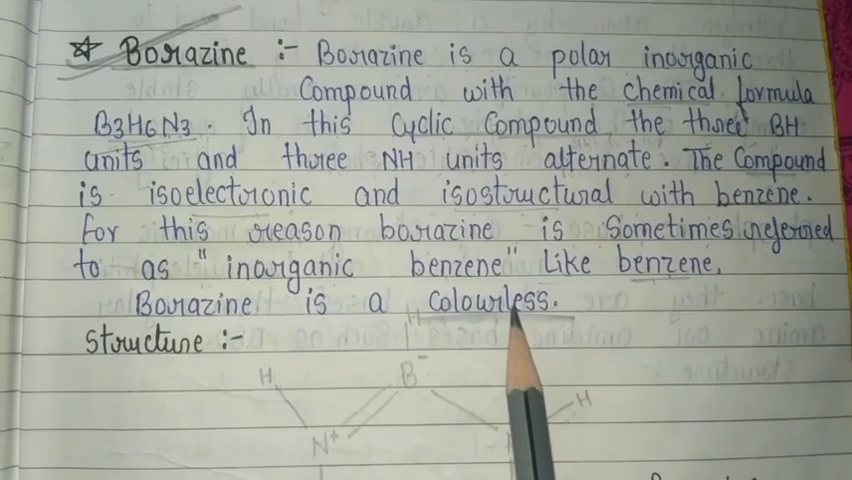 ☆ Borazine :- Borazine is a polar inorganic
Compound with the chemical formula
B3H6N3. In this Cyclic Compound the three BH
units and three NH units alternate. The Compound
is isoelectronic and isostructural with benzene.
For this reason borazine is Sometimes referred
to as "inorganic benzene" Like benzene,
Borazine is a colourless.
Structure :-
H
H B⁻
H
N⁺